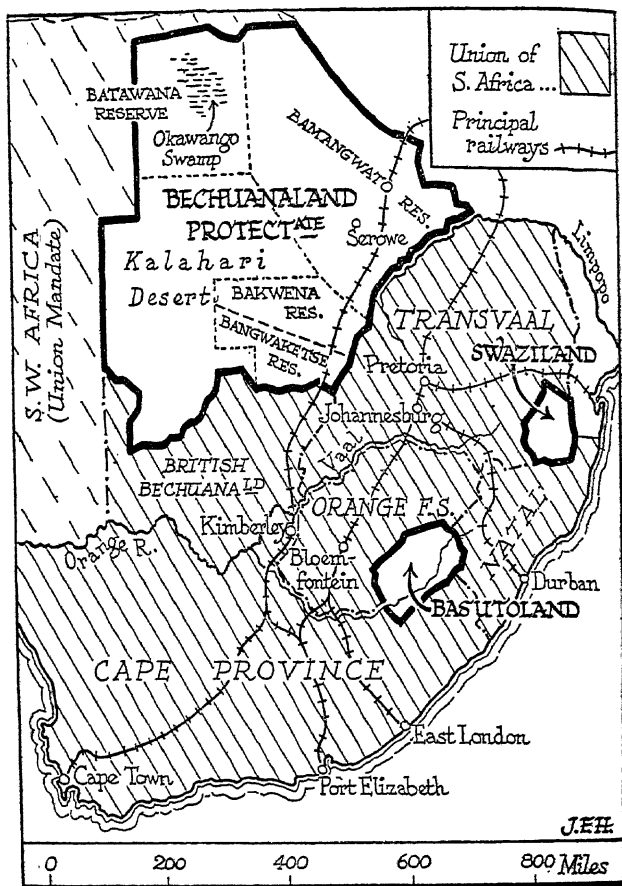 Union of
S. Africa ...
Principal
railways
BATAWANA
RESERVE
Okawango
Swamp
BAMANGWATO RES.
BECHUANALAND
PROTECTATE
Serowe
Kalahari
Desert
BAKWENA
RES.
BANGWAKETSE
RES.
S.W. AFRICA
(Union Mandate)
Limpopo
TRANSVAAL
SWAZILAND
Pretoria
Johannesburg
Vaal
BRITISH
BECHUANALD
ORANGE F.S.
Kimberley
NATAL
Orange R.
Bloem-
fontein
Durban
BASUTOLAND
CAPE PROVINCE
East London
Cape Town
Port Elizabeth
J.F.H.
0 200 400 600 800 Miles